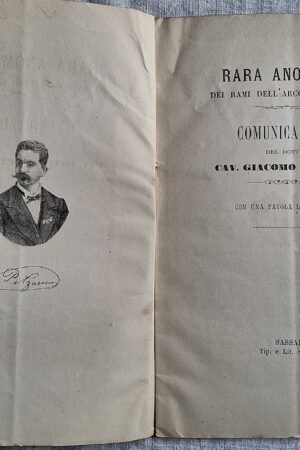 RARA ANO
DEI RAMI DELL'ARCO
COMUNICA
DEL DOTT
CAV. GIACOMO
CON UNA TAVOLA L
SASSA
Tip. e Lit.